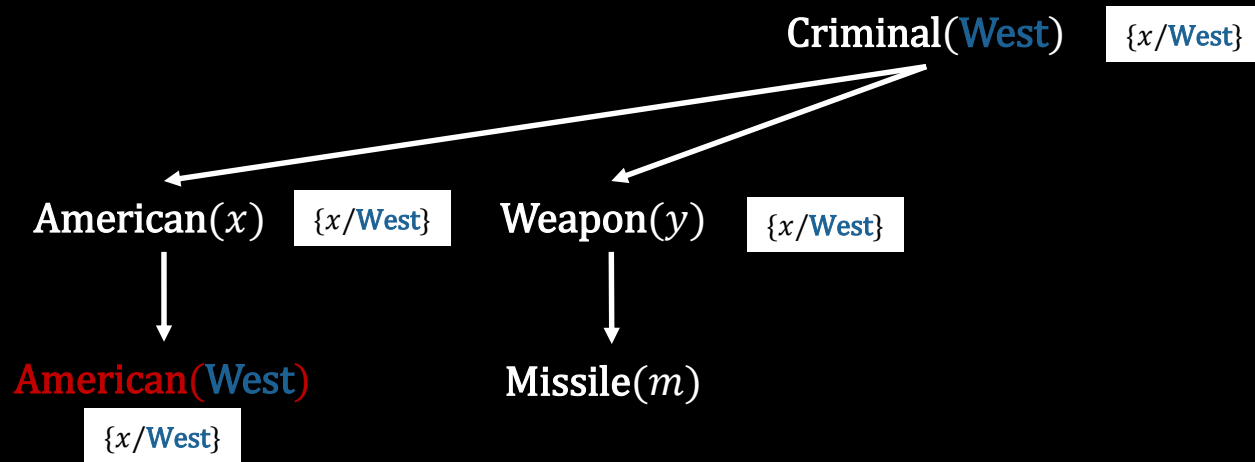 Criminal(West) {x/West}
American(x) {x/West} Weapon(y) {x/West}
American(West) Missile(m)
{x/West}